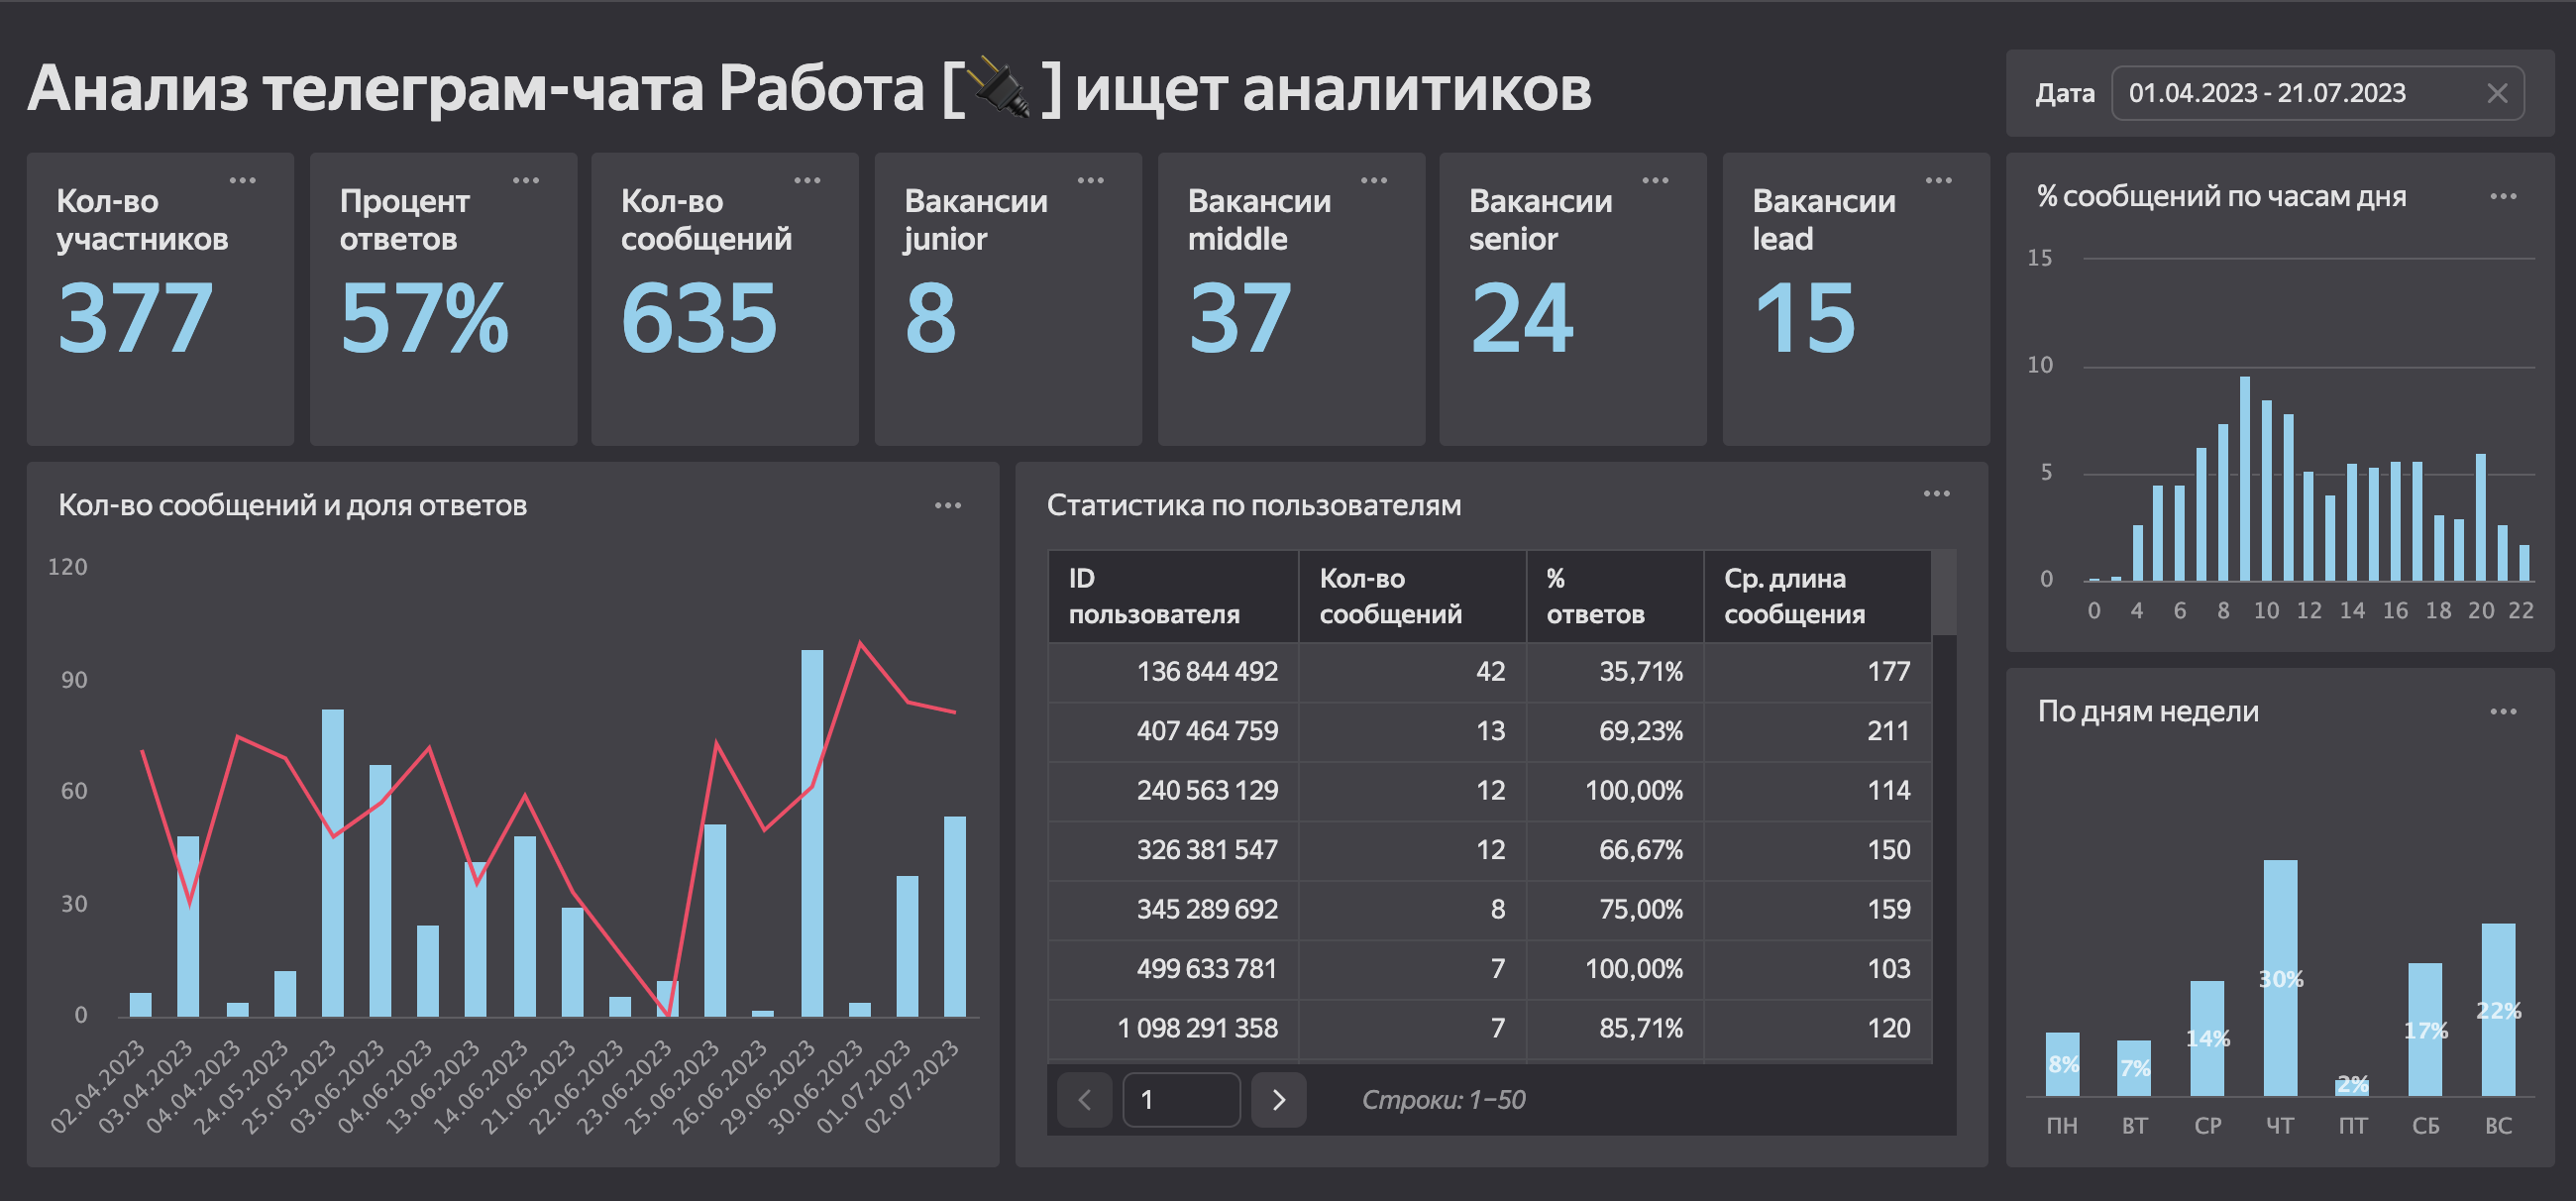 Анализ телеграм-чата Работа [🔌] ищет аналитиков
Дата
01.04.2023 - 21.07.2023
Кол-во
участников
377
Процент
ответов
57%
Кол-во
сообщений
635
Вакансии
junior
8
Вакансии
middle
37
Вакансии
senior
24
Вакансии
lead
15
% сообщений по часам дня
15
10
5
0
0 4 6 8 10 12 14 16 18 20 22
Кол-во сообщений и доля ответов
120
90
60
30
0
02.04.2023
03.04.2023
04.04.2023
24.05.2023
25.05.2023
03.06.2023
04.06.2023
13.06.2023
14.06.2023
21.06.2023
22.06.2023
23.06.2023
25.06.2023
26.06.2023
29.06.2023
30.06.2023
01.07.2023
02.07.2023
Статистика по пользователям
ID
пользователя
Кол-во
сообщений
%
ответов
Ср. длина
сообщения
136 844 492 42 35,71% 177
407 464 759 13 69,23% 211
240 563 129 12 100,00% 114
326 381 547 12 66,67% 150
345 289 692 8 75,00% 159
499 633 781 7 100,00% 103
1 098 291 358 7 85,71% 120
1
Строки: 1–50
По дням недели
8% 7% 14% 30% 2% 17% 22%
ПН ВТ СР ЧТ ПТ СБ ВС